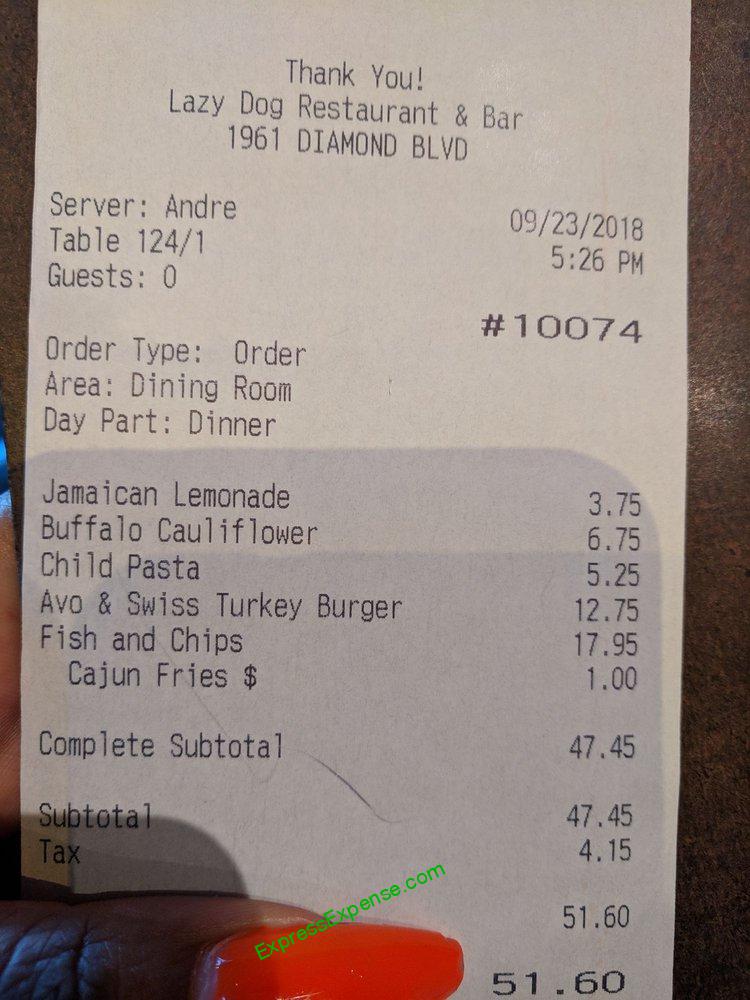 Thank You!
Lazy Dog Restaurant & Bar
1961 DIAMOND BLVD
Server: Andre 09/23/2018
Table 124/1 5:26 PM
Guests: 0
#10074
Order Type: Order
Area: Dining Room
Day Part: Dinner
Jamaican Lemonade 3.75
Buffalo Cauliflower 6.75
Child Pasta 5.25
Avo & Swiss Turkey Burger 12.75
Fish and Chips 17.95
Cajun Fries $ 1.00
Complete Subtotal 47.45
Subtotal 47.45
Tax 4.15
51.60
ExpressExpense.com
51.60